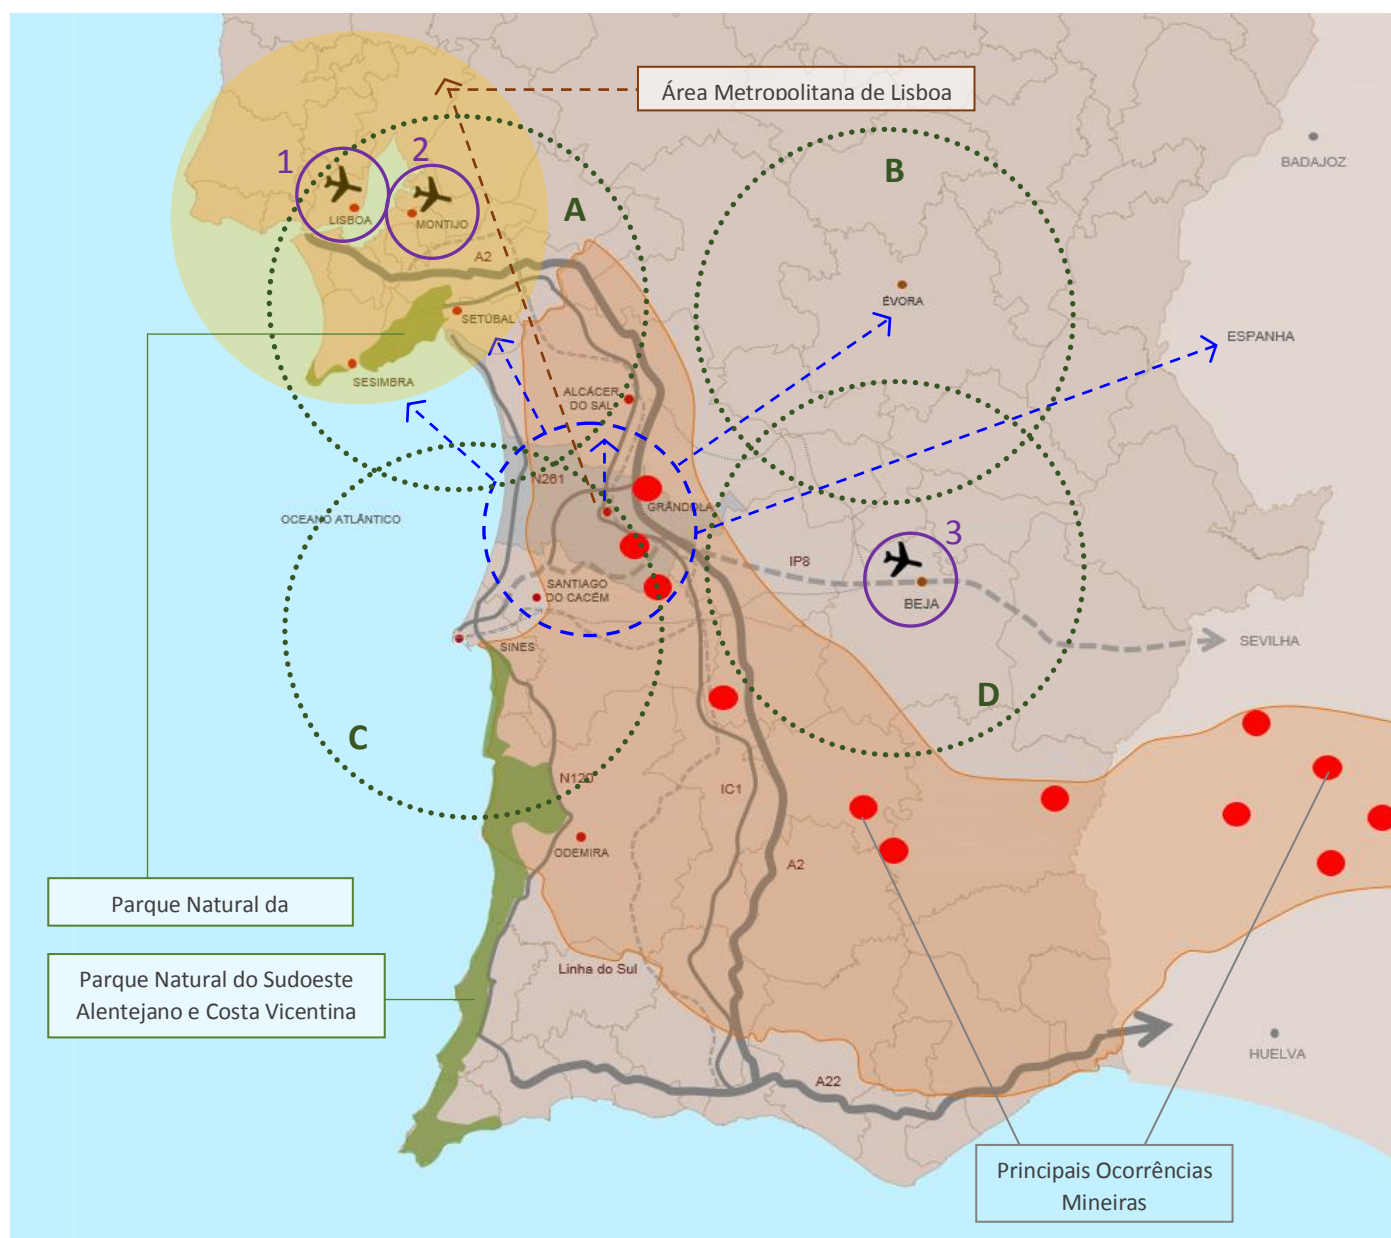 Área Metropolitana de Lisboa
BADAJOZ
1
2
B
LISBOA
MONTIJO
A
A2
ÉVORA
SETÚBAL
ESPANHA
SESIMBRA
ALCÁCER
DO SAL
N261
GRÂNDOLA
OCEANO ATLÂNTICO
3
IP8
SANTIAGO
DO CACÉM
BEJA
SINES
SEVILHA
D
C
N120
IC1
ODEMIRA
A2
Parque Natural da
Linha do Sul
Parque Natural do Sudoeste
Alentejano e Costa Vicentina
HUELVA
A22
Principais Ocorrências
Mineiras